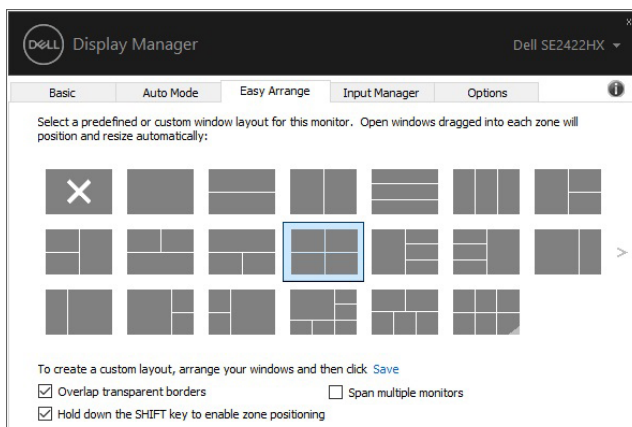 DELL Display Manager Dell SE2422HX
Basic Auto Mode Easy Arrange Input Manager Options
Select a predefined or custom window layout for this monitor. Open windows dragged into each zone will
position and resize automatically:
To create a custom layout, arrange your windows and then click Save
Overlap transparent borders Span multiple monitors
Hold down the SHIFT key to enable zone positioning